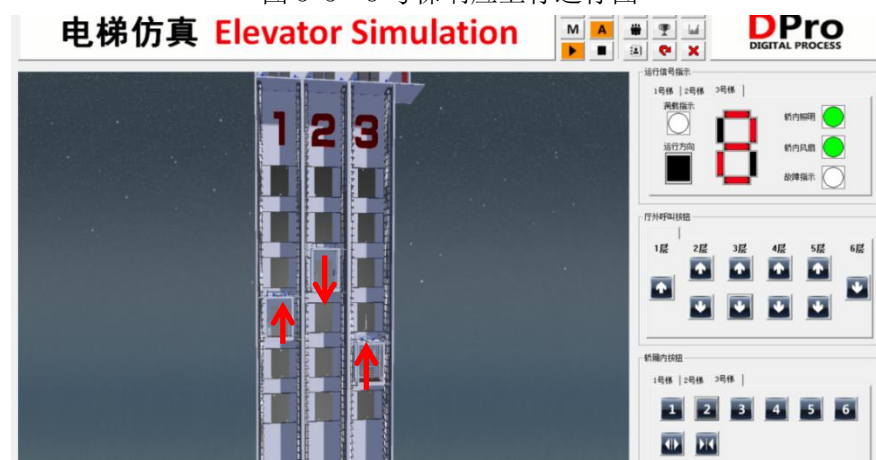 电梯仿真 Elevator Simulation
M A
DPro
DIGITAL PROCESS
运行信号指示
1号梯 2号梯 3号梯
满载指示
轿内照明
运行方向
轿内风扇
故障指示
1 2 3
厅外呼叫按钮
1层 2层 3层 4层 5层 6层
轿厢内按钮
1号梯 2号梯 3号梯
1 2 3 4 5 6